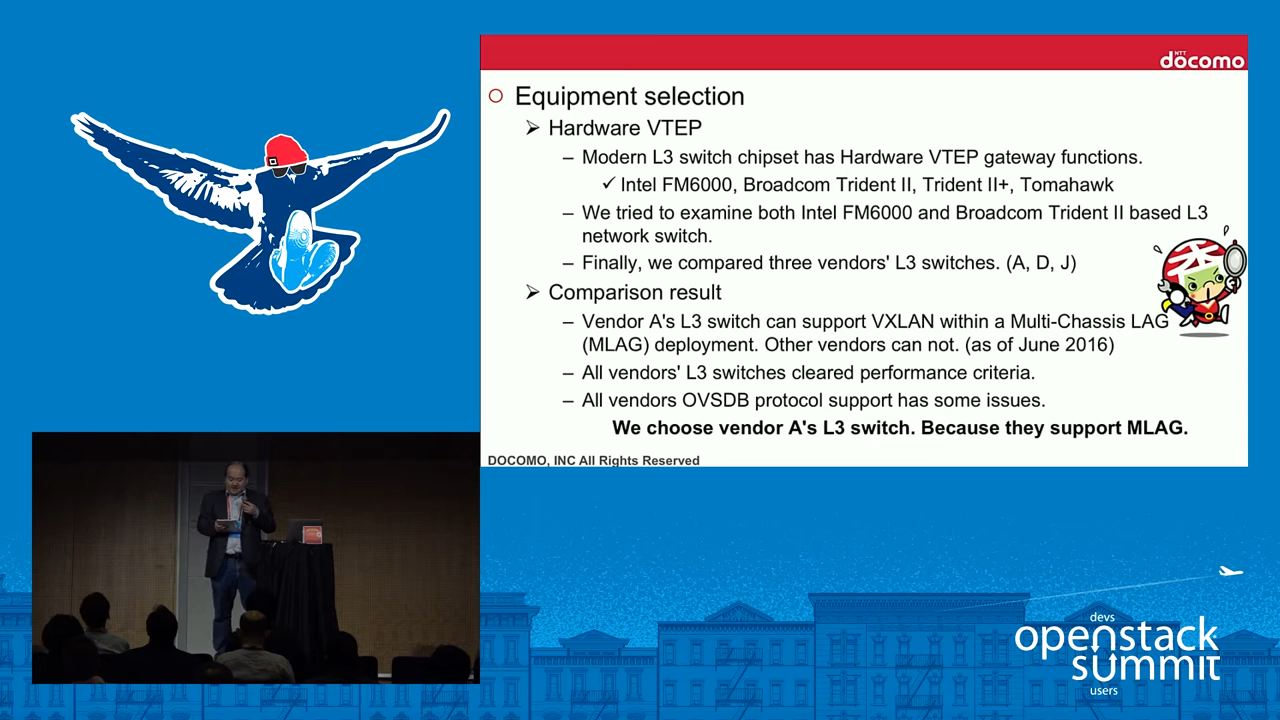 NTT
döcomo
Equipment selection
Hardware VTEP
– Modern L3 switch chipset has Hardware VTEP gateway functions.
✓ Intel FM6000, Broadcom Trident II, Trident II+, Tomahawk
– We tried to examine both Intel FM6000 and Broadcom Trident II based L3
network switch.
– Finally, we compared three vendors' L3 switches. (A, D, J)
Comparison result
– Vendor A's L3 switch can support VXLAN within a Multi-Chassis LAG
(MLAG) deployment. Other vendors can not. (as of June 2016)
– All vendors' L3 switches cleared performance criteria.
– All vendors OVSDB protocol support has some issues.
We choose vendor A's L3 switch. Because they support MLAG.
DOCOMO, INC All Rights Reserved
devs
openstack
summit
users